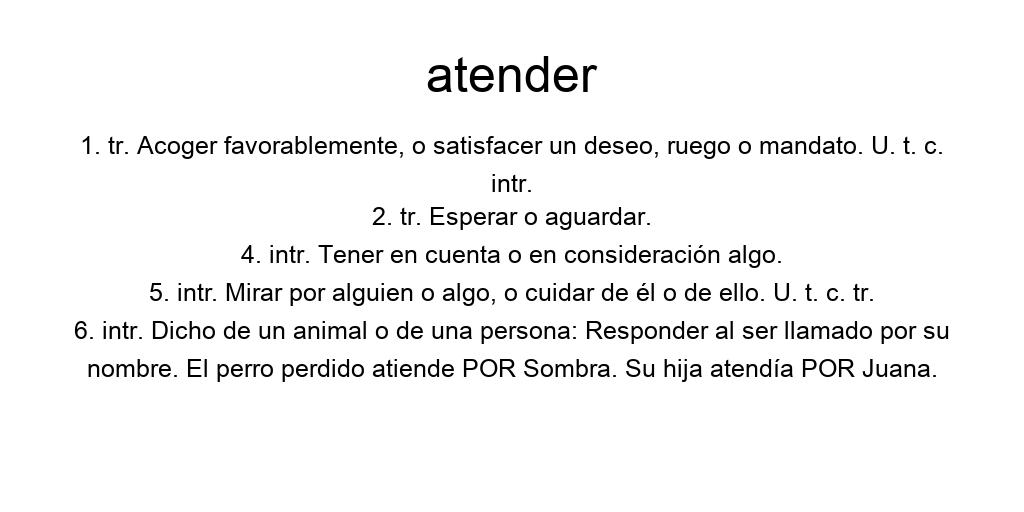 atender
1. tr. Acoger favorablemente, o satisfacer un deseo, ruego o mandato. U. t. c.
intr.
2. tr. Esperar o aguardar.
4. intr. Tener en cuenta o en consideración algo.
5. intr. Mirar por alguien o algo, o cuidar de él o de ello. U. t. c. tr.
6. intr. Dicho de un animal o de una persona: Responder al ser llamado por su
nombre. El perro perdido atiende POR Sombra. Su hija atendía POR Juana.